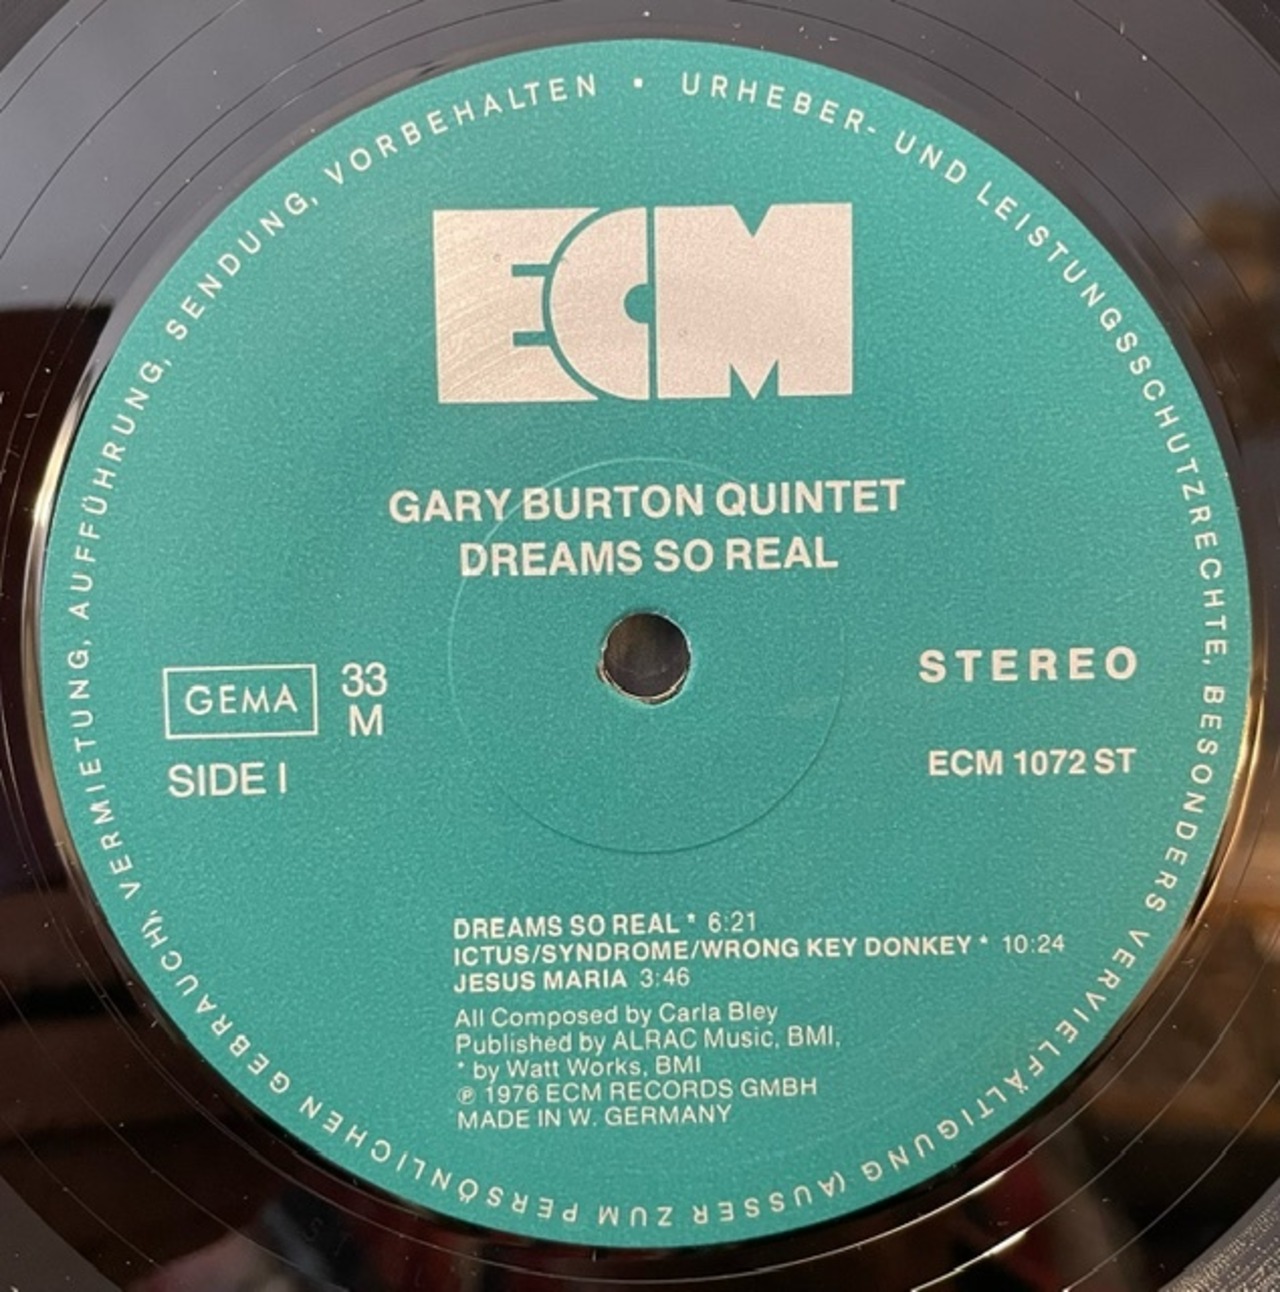 URHEBER- UND LEISTUNGSSCHUTZRECHTE, BESONDERS VERVIELFÄLTIGUNG (AUSSER ZUM PERSÖNLICHEN GEBRAUCH), VERMIETUNG, AUFFÜHRUNG, SENDUNG, VORBEHALTEN •
ECM
GARY BURTON QUINTET
DREAMS SO REAL
GEMA
33
M
SIDE I
STEREO
ECM 1072 ST
DREAMS SO REAL * 6:21
ICTUS/SYNDROME/WRONG KEY DONKEY * 10:24
JESUS MARIA 3:46
All Composed by Carla Bley
Published by ALRAC Music, BMI,
* by Watt Works, BMI
℗ 1976 ECM RECORDS GMBH
MADE IN W. GERMANY